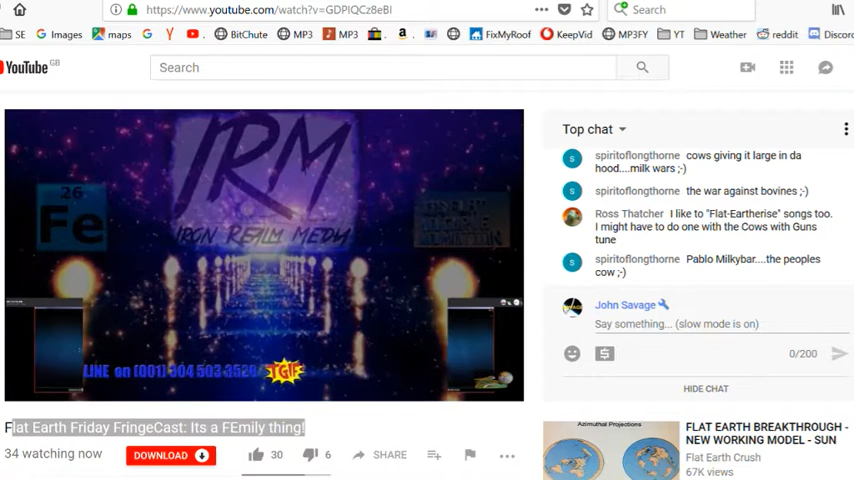 https://www.youtube.com/watch?v=GDPlQCz8eBI
Search
SE
Images
maps
BitChute
MP3
MP3
FixMyRoof
KeepVid
MP3FY
YT
Weather
reddit
Discord
YouTube GB
Search
IRM
IRON REALM MEDIA
26
Fe
LINE on (001) 304 503 3520 TGIF
Top chat
spiritoflongthorne cows giving it large in da
hood....milk wars ;-)
spiritoflongthorne the war against bovines ;-)
Ross Thatcher I like to "Flat-Eartherise" songs too.
I might have to do one with the Cows with Guns
tune
spiritoflongthorne Pablo Milkybar....the peoples
cow ;-)
John Savage
Say something... (slow mode is on)
0/200
HIDE CHAT
Flat Earth Friday FringeCast: Its a FEmily thing!
34 watching now
DOWNLOAD
30
6
SHARE
Azimuthal Projections
FLAT EARTH BREAKTHROUGH -
NEW WORKING MODEL - SUN
Flat Earth Crush
67K views